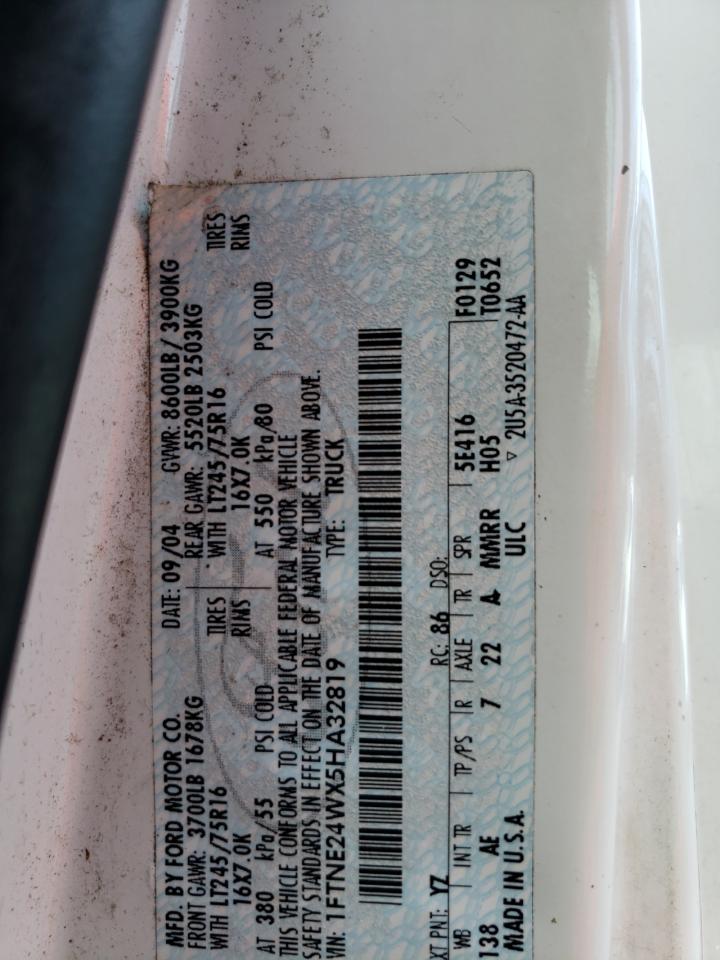 MFD. BY FORD MOTOR CO.
DATE: 09/04 GVWR: 8600LB / 3900KG
FRONT GAWR: 3700LB 1678KG REAR GAWR: 5520LB 2503KG
WITH LT245/75R16 TIRES WITH LT245/75R16 TIRES
16X7.0K RIMS 16X7.0K RIMS
AT 380 kPa/55 PSI COLD AT 550 kPa/80 PSI COLD
THIS VEHICLE CONFORMS TO ALL APPLICABLE FEDERAL MOTOR VEHICLE
SAFETY STANDARDS IN EFFECT ON THE DATE OF MANUFACTURE SHOWN ABOVE.
VIN: 1FTNE24WX5HA32819 TYPE: TRUCK
XT PNT: YZ RC: 86 DSO: F0129
WB INT TR TP/PS R AXLE TR SPR 5E416 T0652
138 AE 7 22 A MMRR H05
MADE IN U.S.A. ULC ▽ 2U5A-3520472-AA